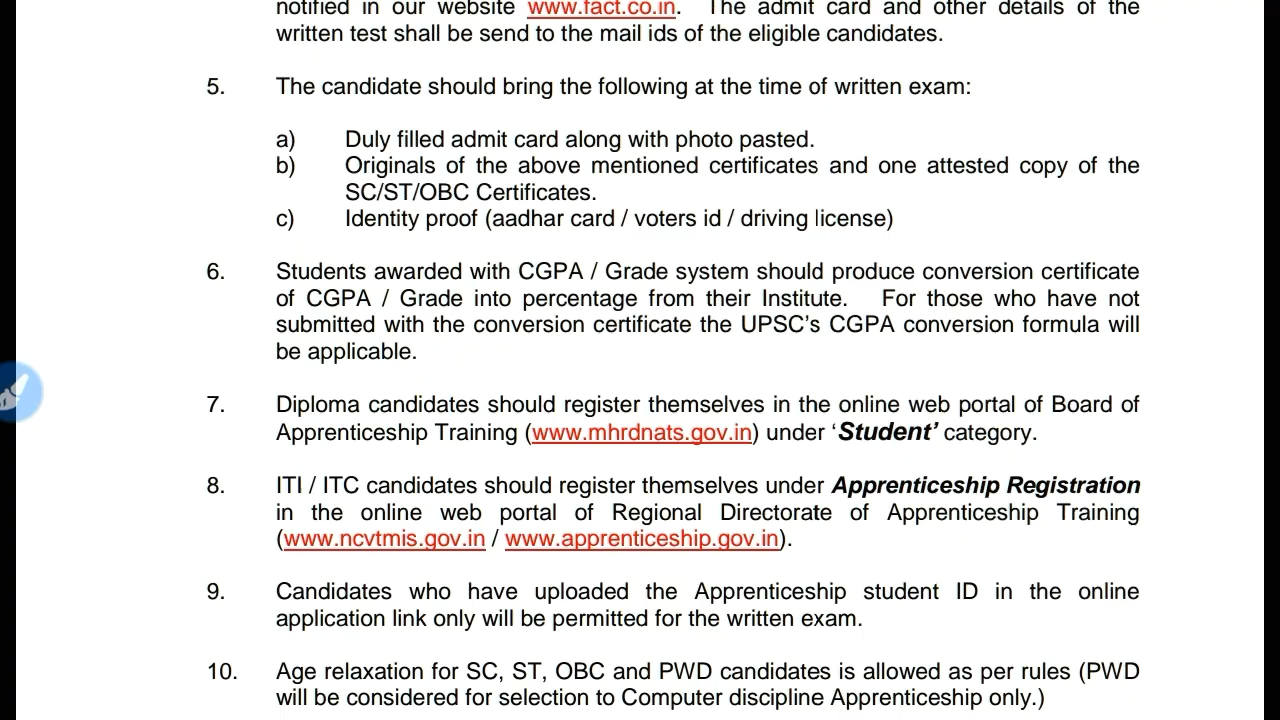 notified in our website www.fact.co.in. The admit card and other details of the
written test shall be send to the mail ids of the eligible candidates.
5. The candidate should bring the following at the time of written exam:
a) Duly filled admit card along with photo pasted.
b) Originals of the above mentioned certificates and one attested copy of the
SC/ST/OBC Certificates.
c) Identity proof (aadhar card / voters id / driving license)
6. Students awarded with CGPA / Grade system should produce conversion certificate
of CGPA / Grade into percentage from their Institute. For those who have not
submitted with the conversion certificate the UPSC's CGPA conversion formula will
be applicable.
7. Diploma candidates should register themselves in the online web portal of Board of
Apprenticeship Training (www.mhrdnats.gov.in) under ‘Student’ category.
8. ITI / ITC candidates should register themselves under Apprenticeship Registration
in the online web portal of Regional Directorate of Apprenticeship Training
(www.ncvtmis.gov.in / www.apprenticeship.gov.in).
9. Candidates who have uploaded the Apprenticeship student ID in the online
application link only will be permitted for the written exam.
10. Age relaxation for SC, ST, OBC and PWD candidates is allowed as per rules (PWD
will be considered for selection to Computer discipline Apprenticeship only.)